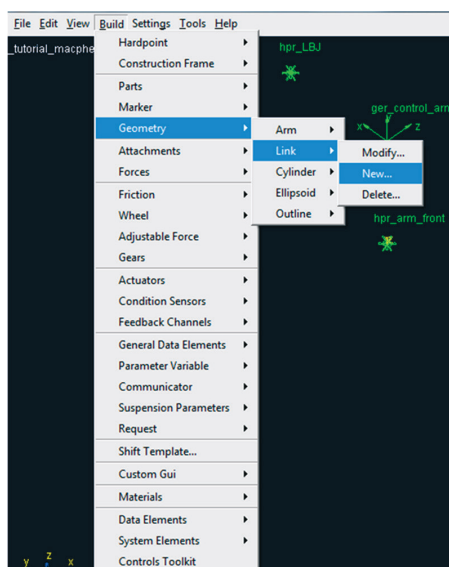 File Edit View Build Settings Tools Help
_tutorial_macphe
Hardpoint
Construction Frame
Parts
Marker
Geometry
Attachments
Forces
Friction
Wheel
Adjustable Force
Gears
Actuators
Condition Sensors
Feedback Channels
General Data Elements
Parameter Variable
Communicator
Suspension Parameters
Request
Shift Template...
Custom Gui
Materials
Data Elements
System Elements
Controls Toolkit
Arm
Link
Cylinder
Ellipsoid
Outline
Modify...
New...
Delete...
hpr_LBJ
ger_control_arm
x y z
hpr_arm_front
y z x